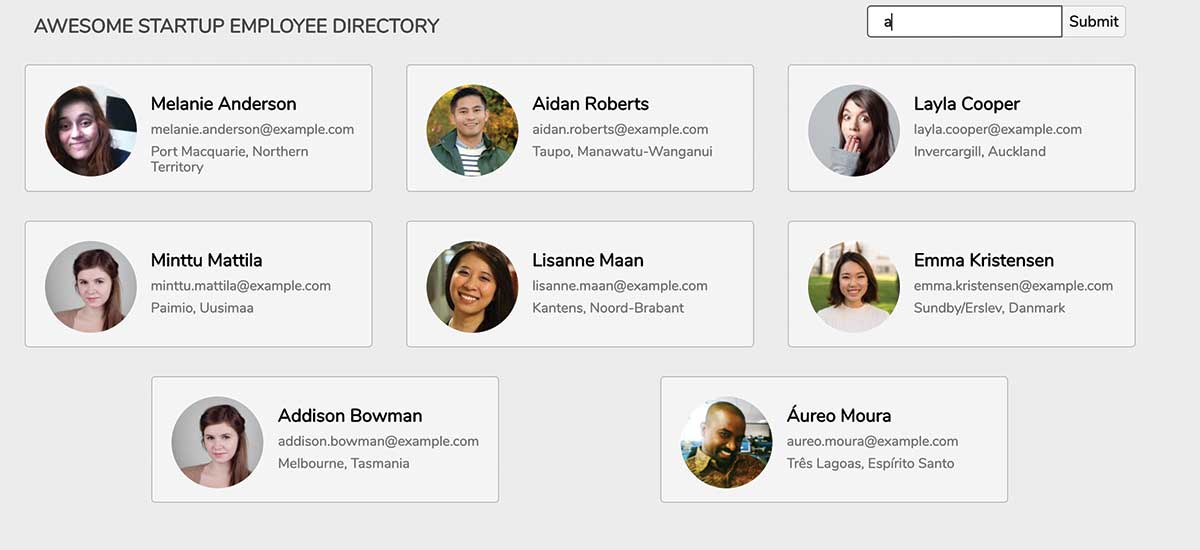 AWESOME STARTUP EMPLOYEE DIRECTORY
a
Submit
Melanie Anderson
melanie.anderson@example.com
Port Macquarie, Northern
Territory
Aidan Roberts
aidan.roberts@example.com
Taupo, Manawatu-Wanganui
Layla Cooper
layla.cooper@example.com
Invercargill, Auckland
Minttu Mattila
minttu.mattila@example.com
Paimio, Uusimaa
Lisanne Maan
lisanne.maan@example.com
Kantens, Noord-Brabant
Emma Kristensen
emma.kristensen@example.com
Sundby/Erslev, Danmark
Addison Bowman
addison.bowman@example.com
Melbourne, Tasmania
Áureo Moura
aureo.moura@example.com
Três Lagoas, Espírito Santo